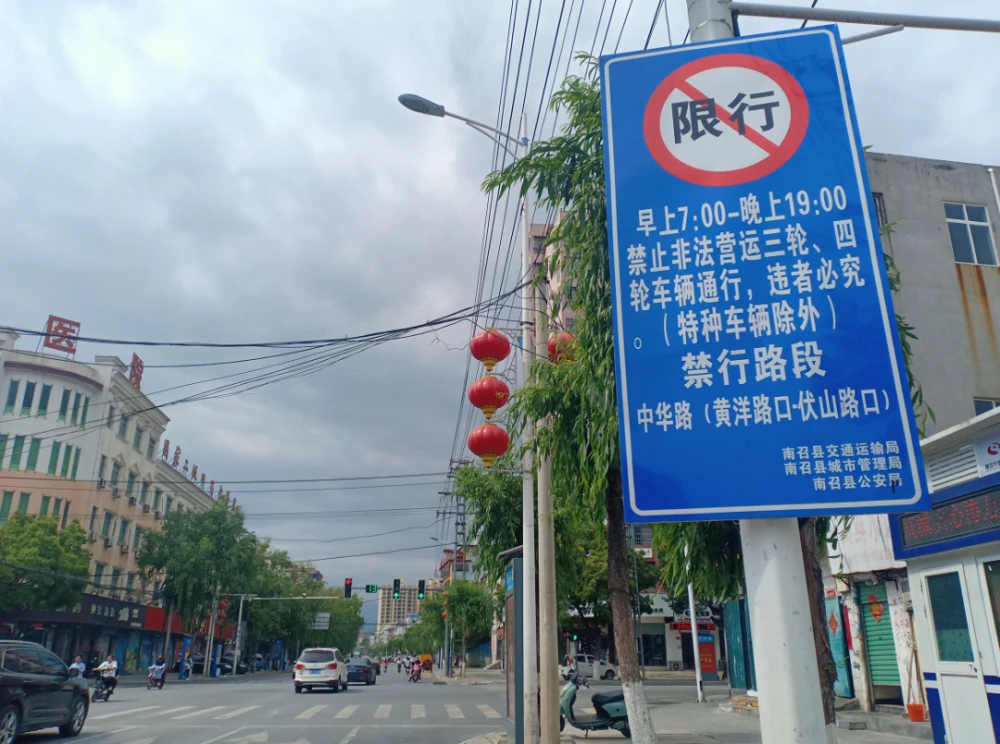 限行
早上7:00-晚上19:00
禁止非法营运三轮、四
轮车辆通行，违者必究
。（特种车辆除外）
禁行路段
中华路（黄洋路口-伏山路口）
南召县交通运输局
南召县城市管理局
南召县公安局
医院
13